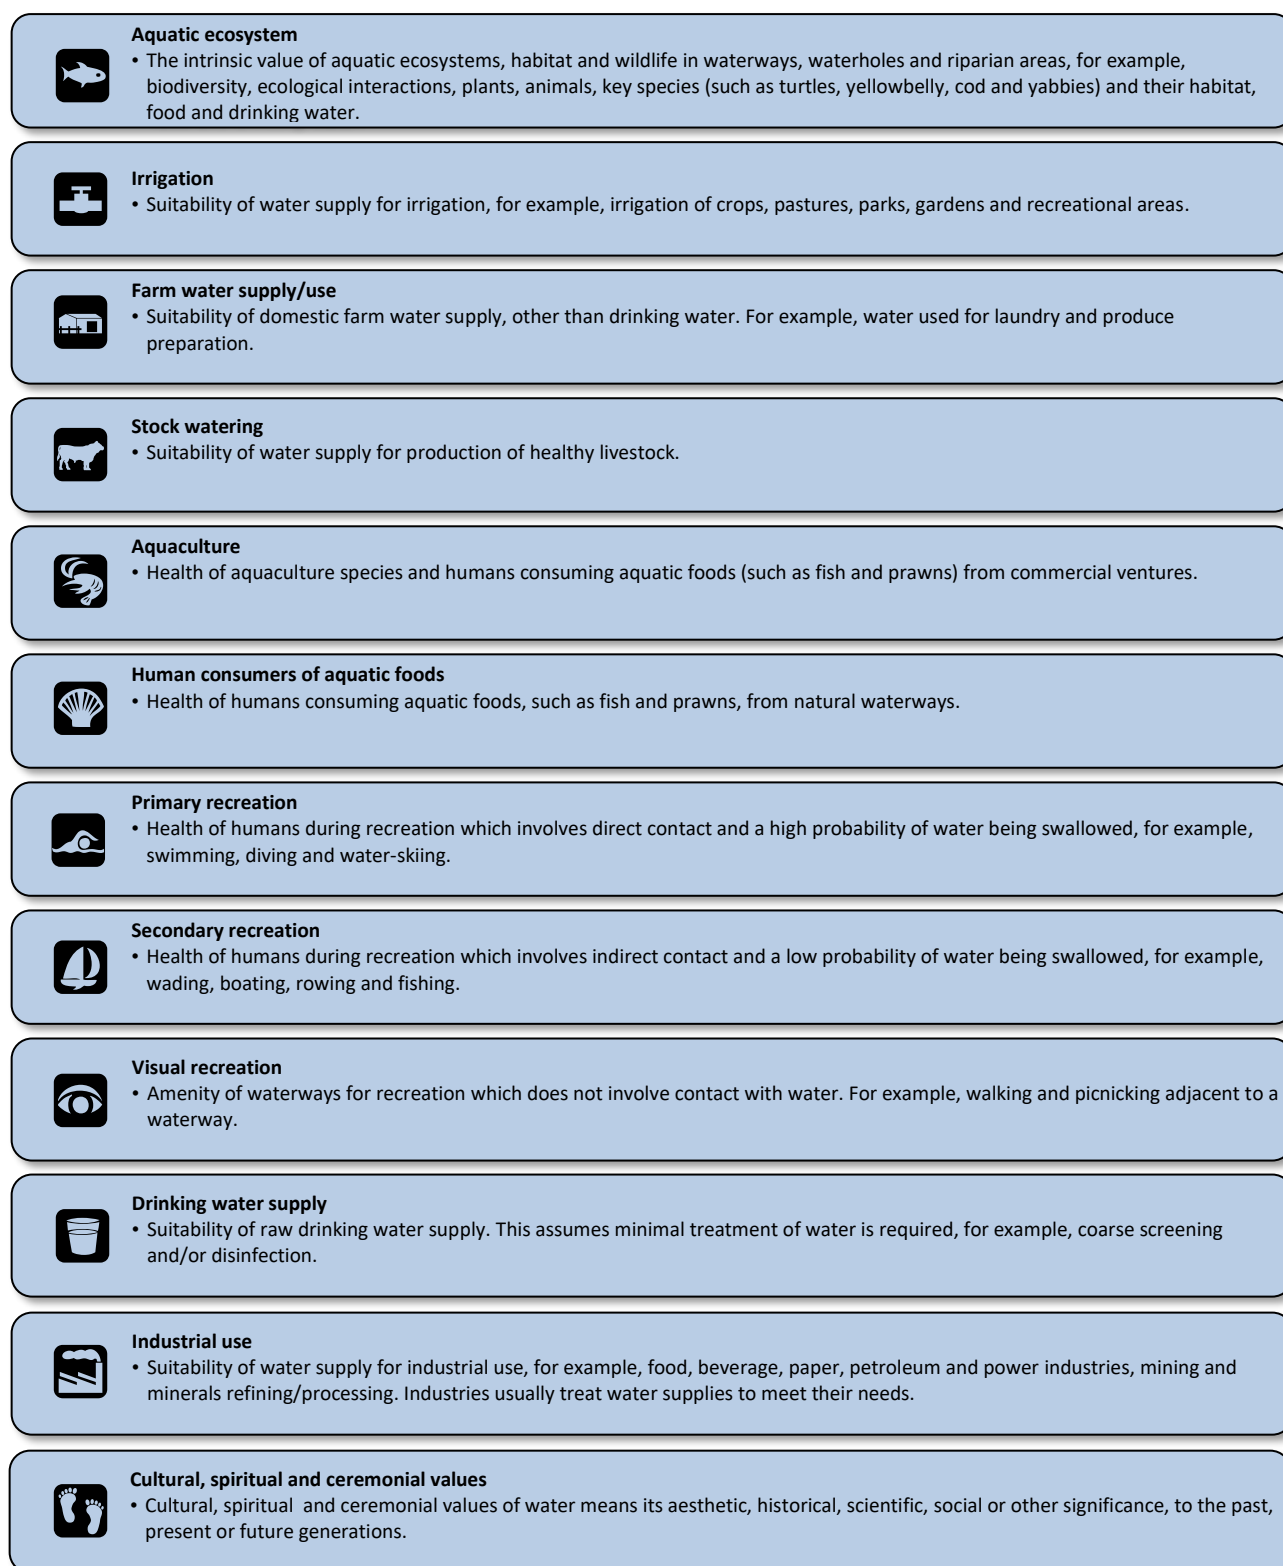 Aquatic ecosystem
• The intrinsic value of aquatic ecosystems, habitat and wildlife in waterways, waterholes and riparian areas, for example,
biodiversity, ecological interactions, plants, animals, key species (such as turtles, yellowbelly, cod and yabbies) and their habitat,
food and drinking water.
Irrigation
• Suitability of water supply for irrigation, for example, irrigation of crops, pastures, parks, gardens and recreational areas.
Farm water supply/use
• Suitability of domestic farm water supply, other than drinking water. For example, water used for laundry and produce
preparation.
Stock watering
• Suitability of water supply for production of healthy livestock.
Aquaculture
• Health of aquaculture species and humans consuming aquatic foods (such as fish and prawns) from commercial ventures.
Human consumers of aquatic foods
• Health of humans consuming aquatic foods, such as fish and prawns, from natural waterways.
Primary recreation
• Health of humans during recreation which involves direct contact and a high probability of water being swallowed, for example,
swimming, diving and water-skiing.
Secondary recreation
• Health of humans during recreation which involves indirect contact and a low probability of water being swallowed, for example,
wading, boating, rowing and fishing.
Visual recreation
• Amenity of waterways for recreation which does not involve contact with water. For example, walking and picnicking adjacent to a
waterway.
Drinking water supply
• Suitability of raw drinking water supply. This assumes minimal treatment of water is required, for example, coarse screening
and/or disinfection.
Industrial use
• Suitability of water supply for industrial use, for example, food, beverage, paper, petroleum and power industries, mining and
minerals refining/processing. Industries usually treat water supplies to meet their needs.
Cultural, spiritual and ceremonial values
• Cultural, spiritual  and ceremonial values of water means its aesthetic, historical, scientific, social or other significance, to the past,
present or future generations.